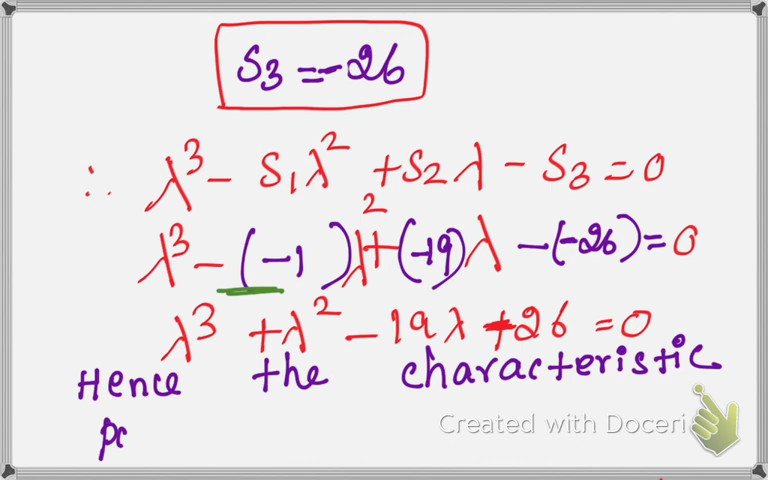 S₃ = -26
∴ λ³ - S₁λ² + S₂λ - S₃ = 0
λ³ - (-1)λ² + (-19)λ - (-26) = 0
λ³ + λ² - 19λ + 26 = 0
Hence the characteristic
Created with Doceri